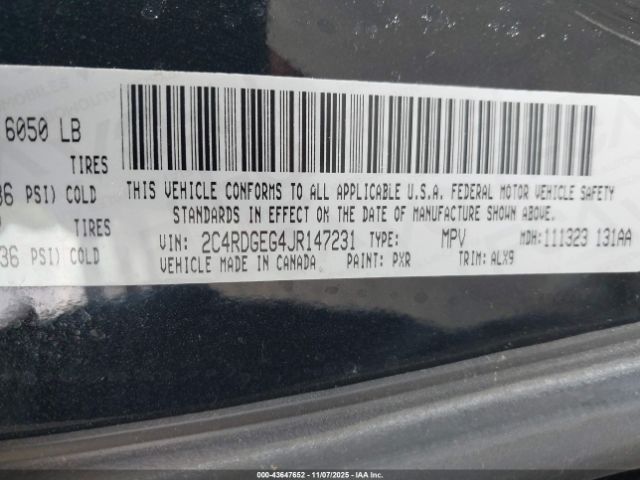 6050 LB
TIRES
36 PSI) COLD
TIRES
36 PSI) COLD
THIS VEHICLE CONFORMS TO ALL APPLICABLE U.S.A. FEDERAL MOTOR VEHICLE SAFETY
STANDARDS IN EFFECT ON THE DATE OF MANUFACTURE SHOWN ABOVE.
VIN: 2C4RDGEG4JR147231 TYPE: MPV MDH: 111323 131AA
VEHICLE MADE IN CANADA PAINT: PXR TRIM: ALX9
000-43647652 - 11/07/2025 - IAA Inc.